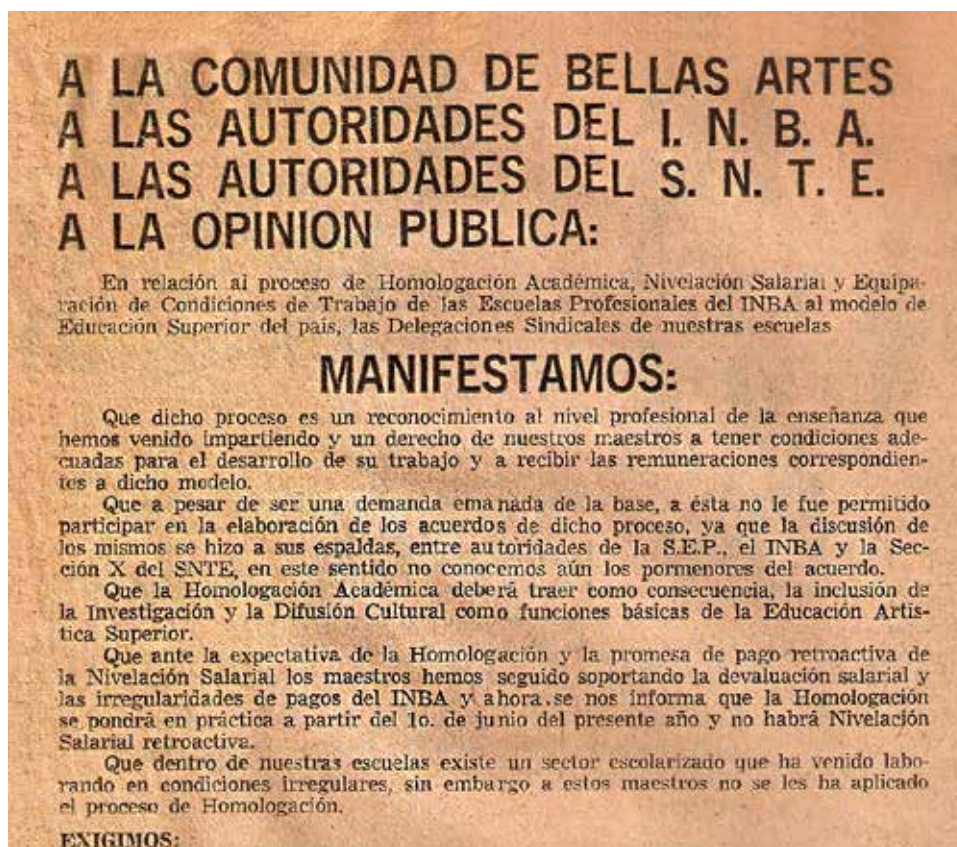 A LA COMUNIDAD DE BELLAS ARTES
A LAS AUTORIDADES DEL I. N. B. A.
A LAS AUTORIDADES DEL S. N. T. E.
A LA OPINION PUBLICA:
En relación al proceso de Homologación Académica, Nivelación Salarial y Equipa-
ración de Condiciones de Trabajo de las Escuelas Profesionales del INBA al modelo de
Educación Superior del país, las Delegaciones Sindicales de nuestras escuelas
MANIFESTAMOS:
Que dicho proceso es un reconocimiento al nivel profesional de la enseñanza que
hemos venido impartiendo y un derecho de nuestros maestros a tener condiciones ade-
cuadas para el desarrollo de su trabajo y a recibir las remuneraciones correspondien-
tes a dicho modelo.
Que a pesar de ser una demanda emanada de la base, a ésta no le fue permitido
participar en la elaboración de los acuerdos de dicho proceso, ya que la discusión de
los mismos se hizo a sus espaldas, entre autoridades de la S.E.P., el INBA y la Sec-
ción X del SNTE, en este sentido no conocemos aún los pormenores del acuerdo.
Que la Homologación Académica deberá traer como consecuencia, la inclusión de
la Investigación y la Difusión Cultural como funciones básicas de la Educación Artís-
tica Superior.
Que ante la expectativa de la Homologación y la promesa de pago retroactiva de
la Nivelación Salarial los maestros hemos seguido soportando la devaluación salarial y
las irregularidades de pagos del INBA y ahora se nos informa que la Homologación
se pondrá en práctica a partir del 1o. de junio del presente año y no habrá Nivelación
Salarial retroactiva.
Que dentro de nuestras escuelas existe un sector escolarizado que ha venido labo-
rando en condiciones irregulares, sin embargo a estos maestros no se les ha aplicado
el proceso de Homologación.
EXIGIMOS: